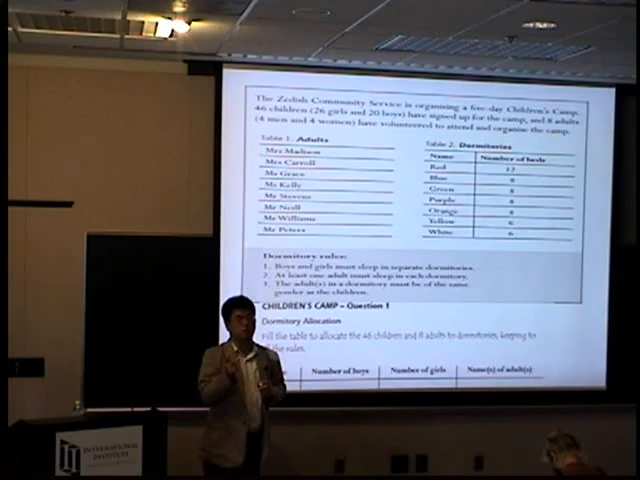 The Zedish Community Service is organising a five-day Children's Camp.
46 children (26 girls and 20 boys) have signed up for the camp, and 8 adults
(4 men and 4 women) have volunteered to attend and organise the camp.
Table 1. Adults
Mrs Madison
Mrs Carroll
Ms Grace
Ms Kelly
Mr Stevens
Mr Neill
Mr Williams
Mr Peters
Table 2. Dormitories
Name Number of beds
Red 12
Blue 8
Green 8
Purple 8
Orange 8
Yellow 6
White 6
Dormitory rules:
1. Boys and girls must sleep in separate dormitories.
2. At least one adult must sleep in each dormitory.
3. The adult(s) in a dormitory must be of the same
gender as the children.
CHILDREN'S CAMP – Question 1
Dormitory Allocation
Fill the table to allocate the 46 children and 8 adults to dormitories, keeping to
the rules.
Number of boys Number of girls Name(s) of adult(s)
INTERNATIONAL
INSTITUTE